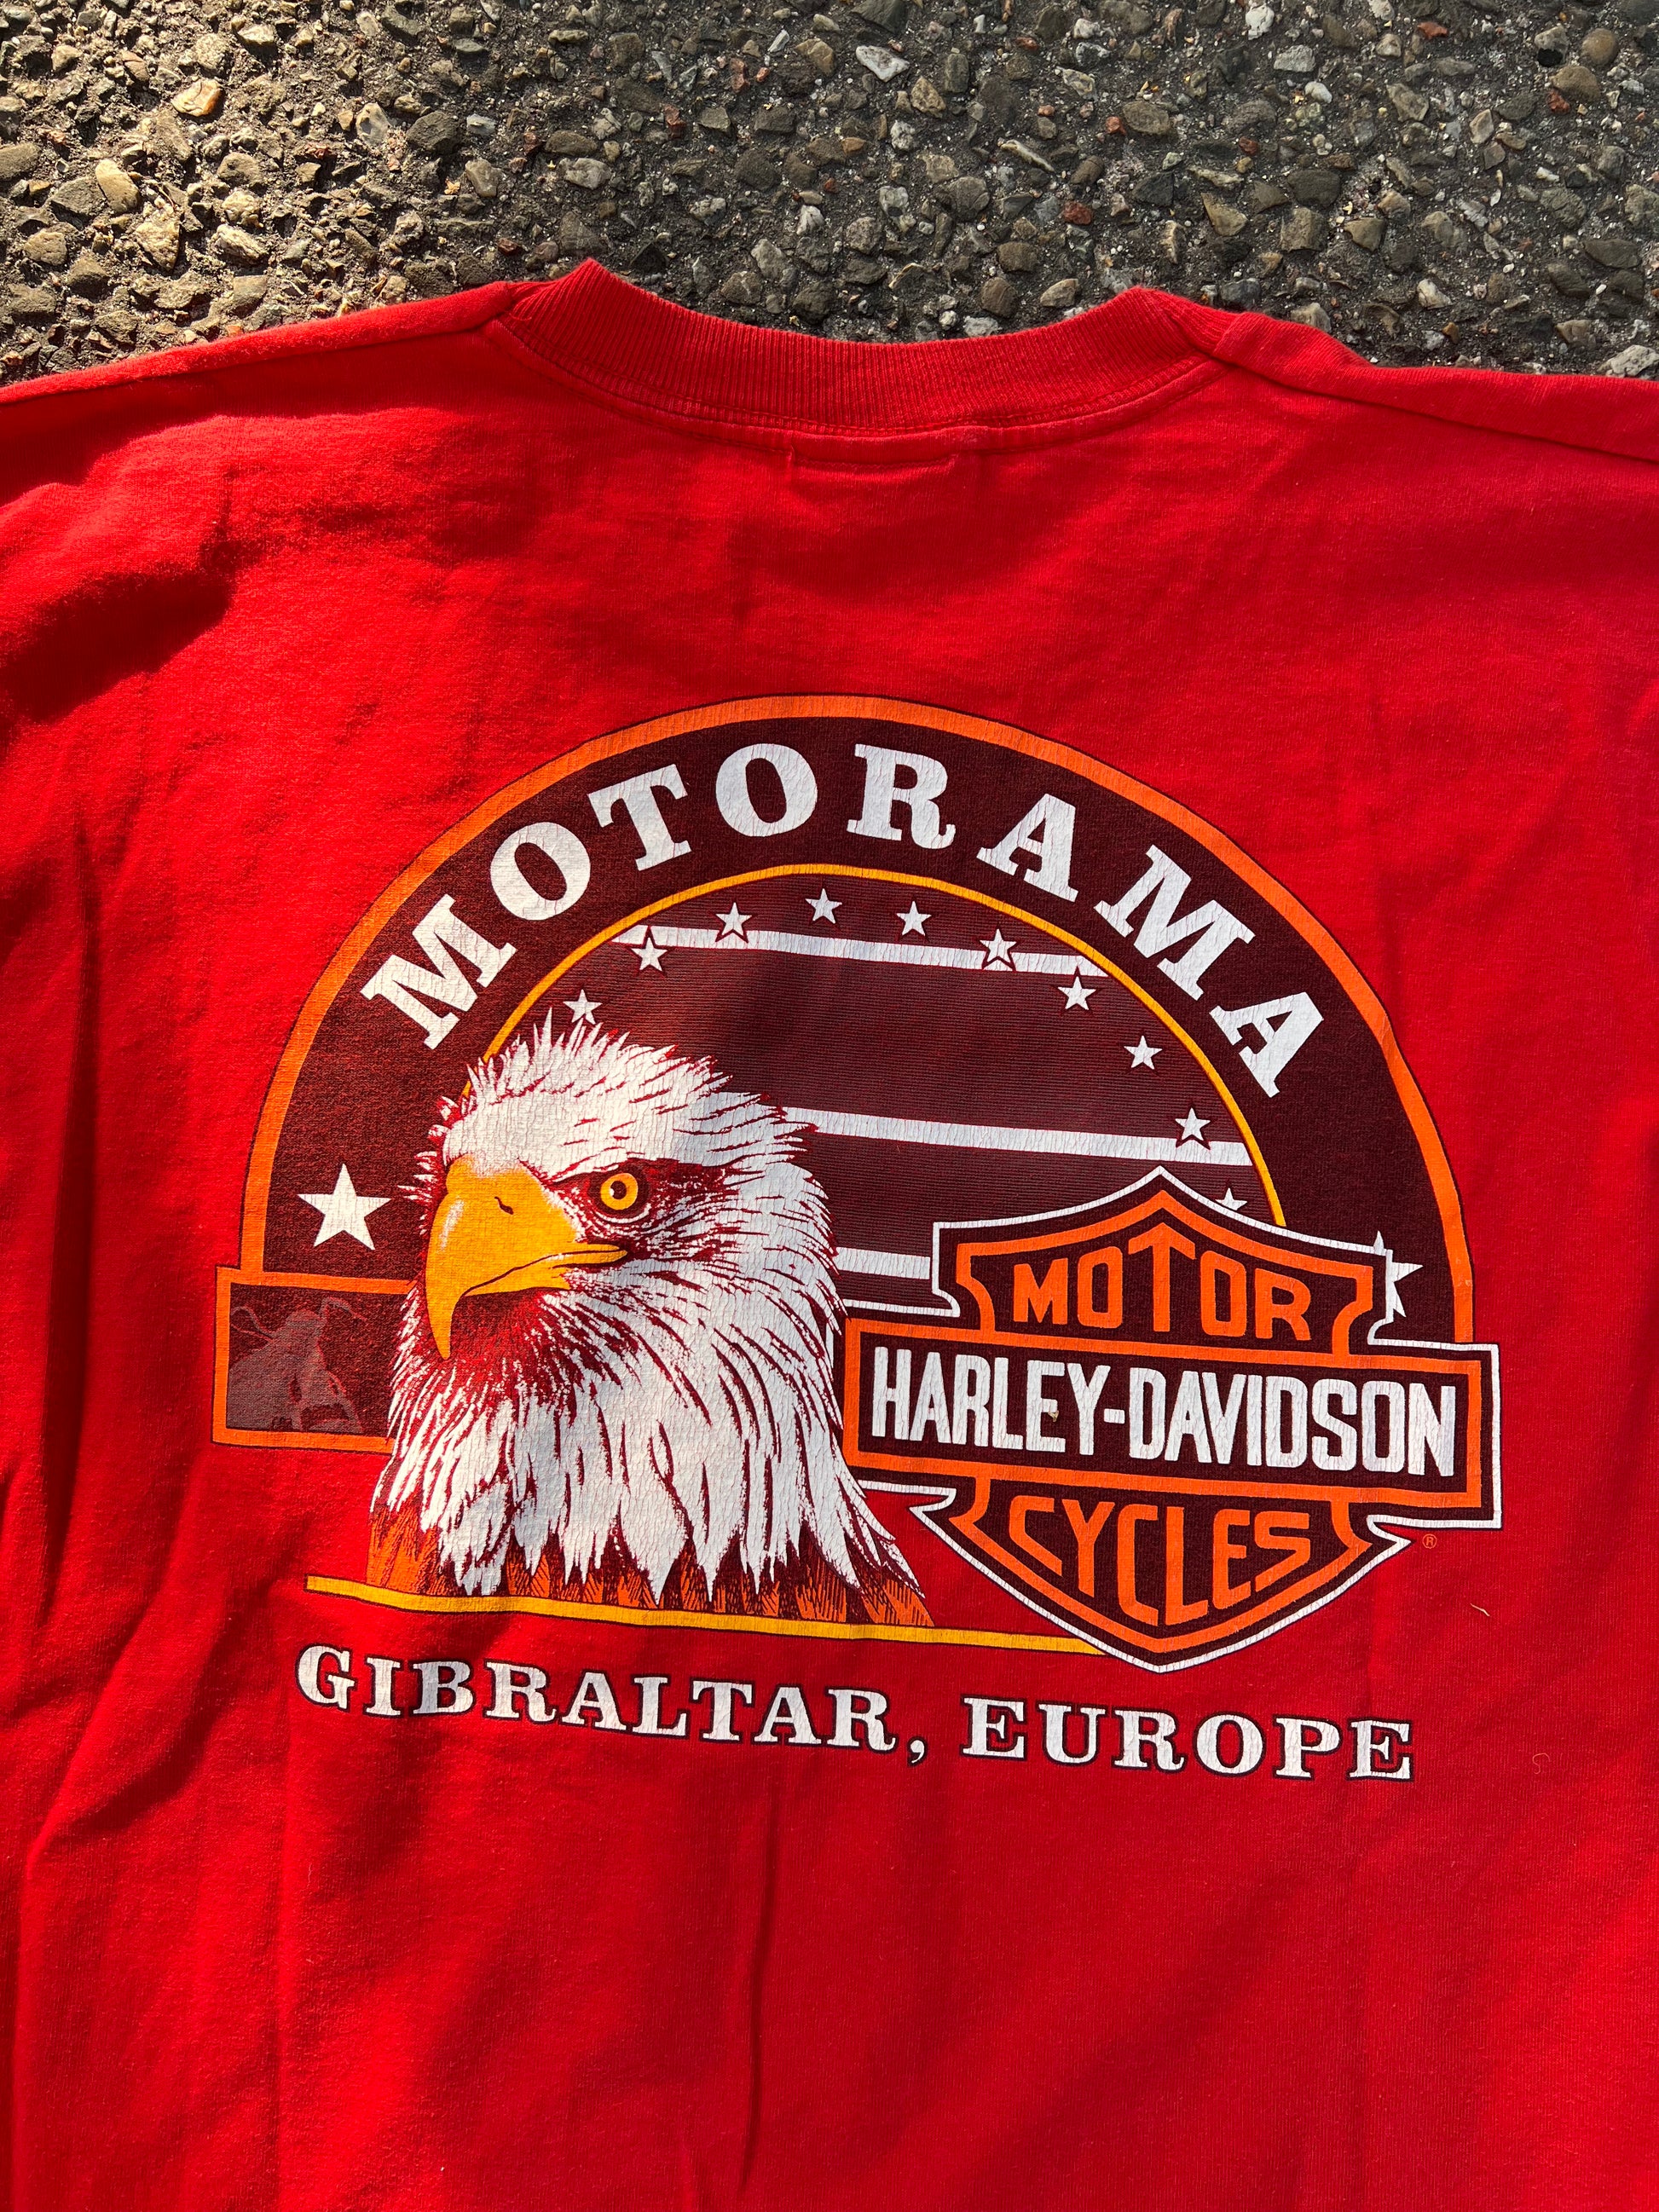 MOTORAMA
MOTOR
HARLEY-DAVIDSON
CYCLES
®
GIBRALTAR, EUROPE